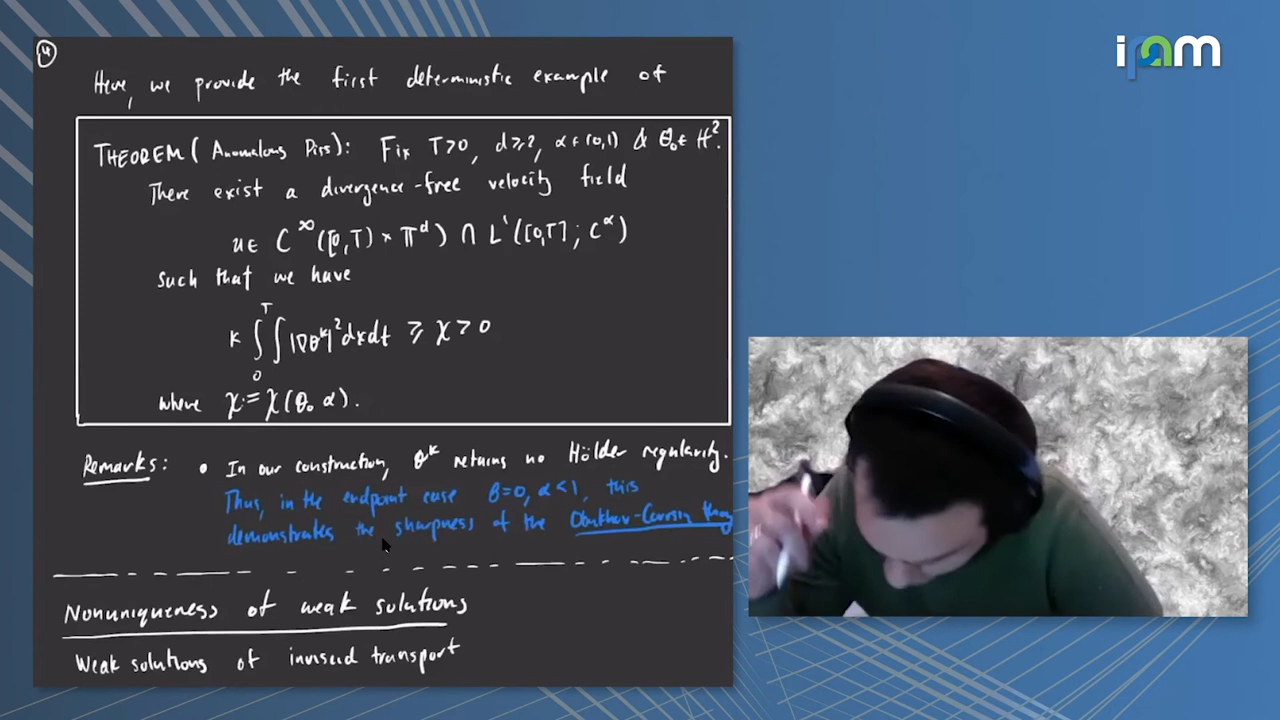 4
ipam
Here, we provide the first deterministic example of
THEOREM (Anomalous Diss): Fix T>0, d≥2, α∈(0,1) & θ₀∈ H².
There exist a divergence-free velocity field
u∈ C^∞([0,T) × 𝕋^d) ∩ L¹([0,T]; C^α)
such that we have
κ ∫₀ᵀ ∫ |∇θ^κ|² dx dt ≥ χ > 0
where χ := χ(θ₀, α).
Remarks: • In our construction, θ^κ retains no Hölder regularity.
Thus, in the endpoint case β=0, α<1, this
demonstrates the sharpness of the Obukhov-Corrsin theory
Nonuniqueness of weak solutions
Weak solutions of inviscid transport